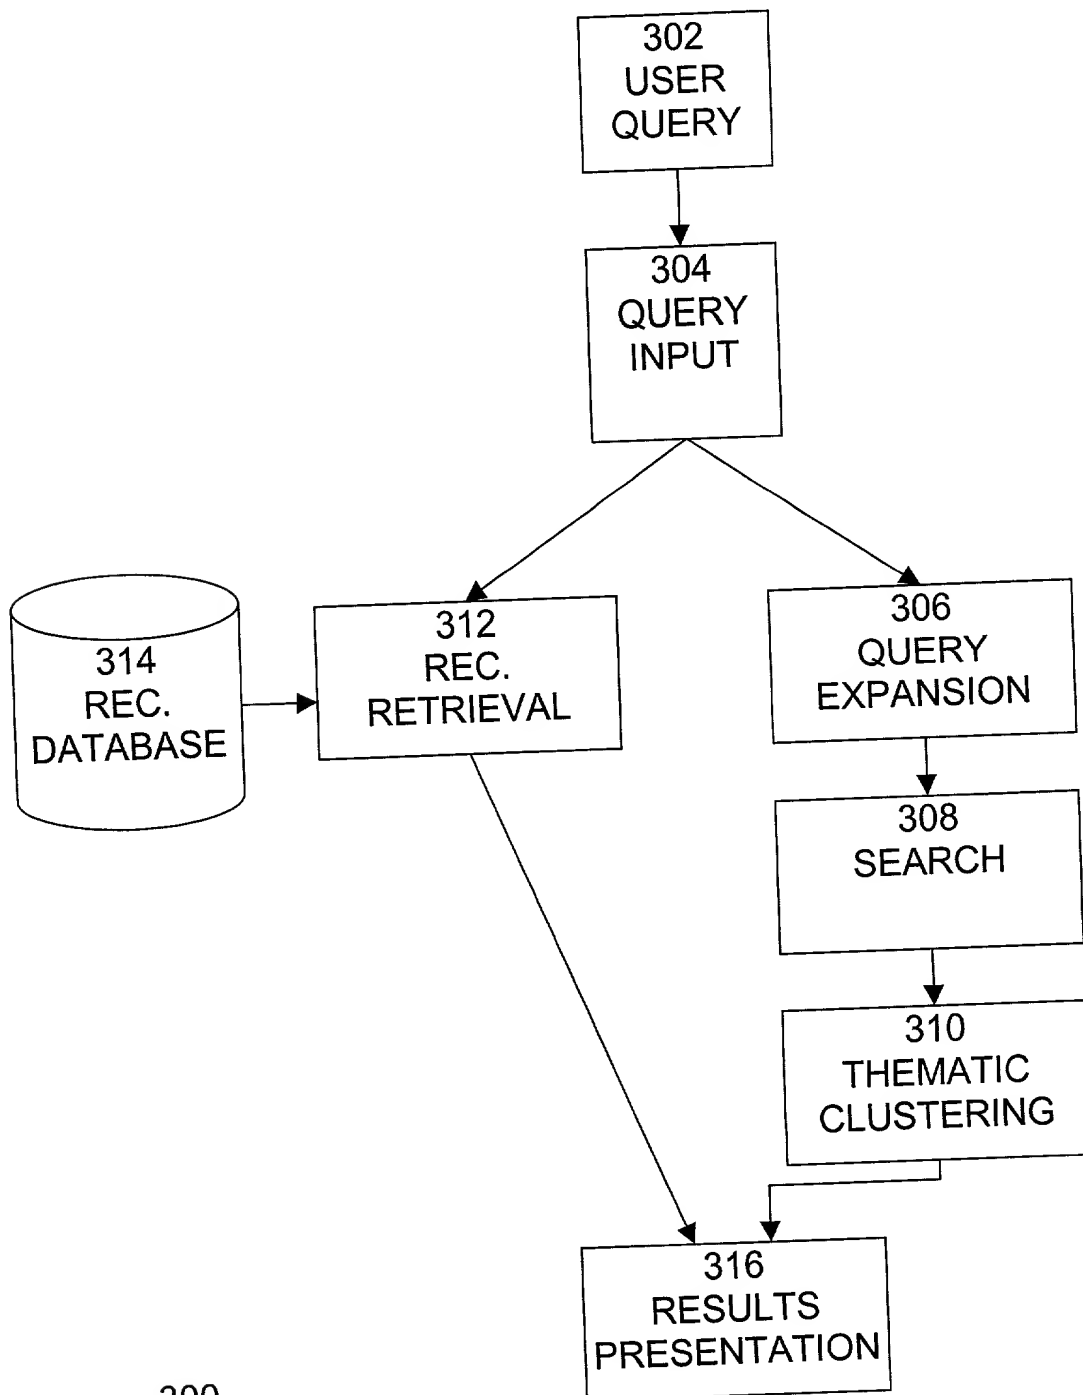 302
USER
QUERY
304
QUERY
INPUT
314
REC.
DATABASE
312
REC.
RETRIEVAL
306
QUERY
EXPANSION
308
SEARCH
310
THEMATIC
CLUSTERING
316
RESULTS
PRESENTATION